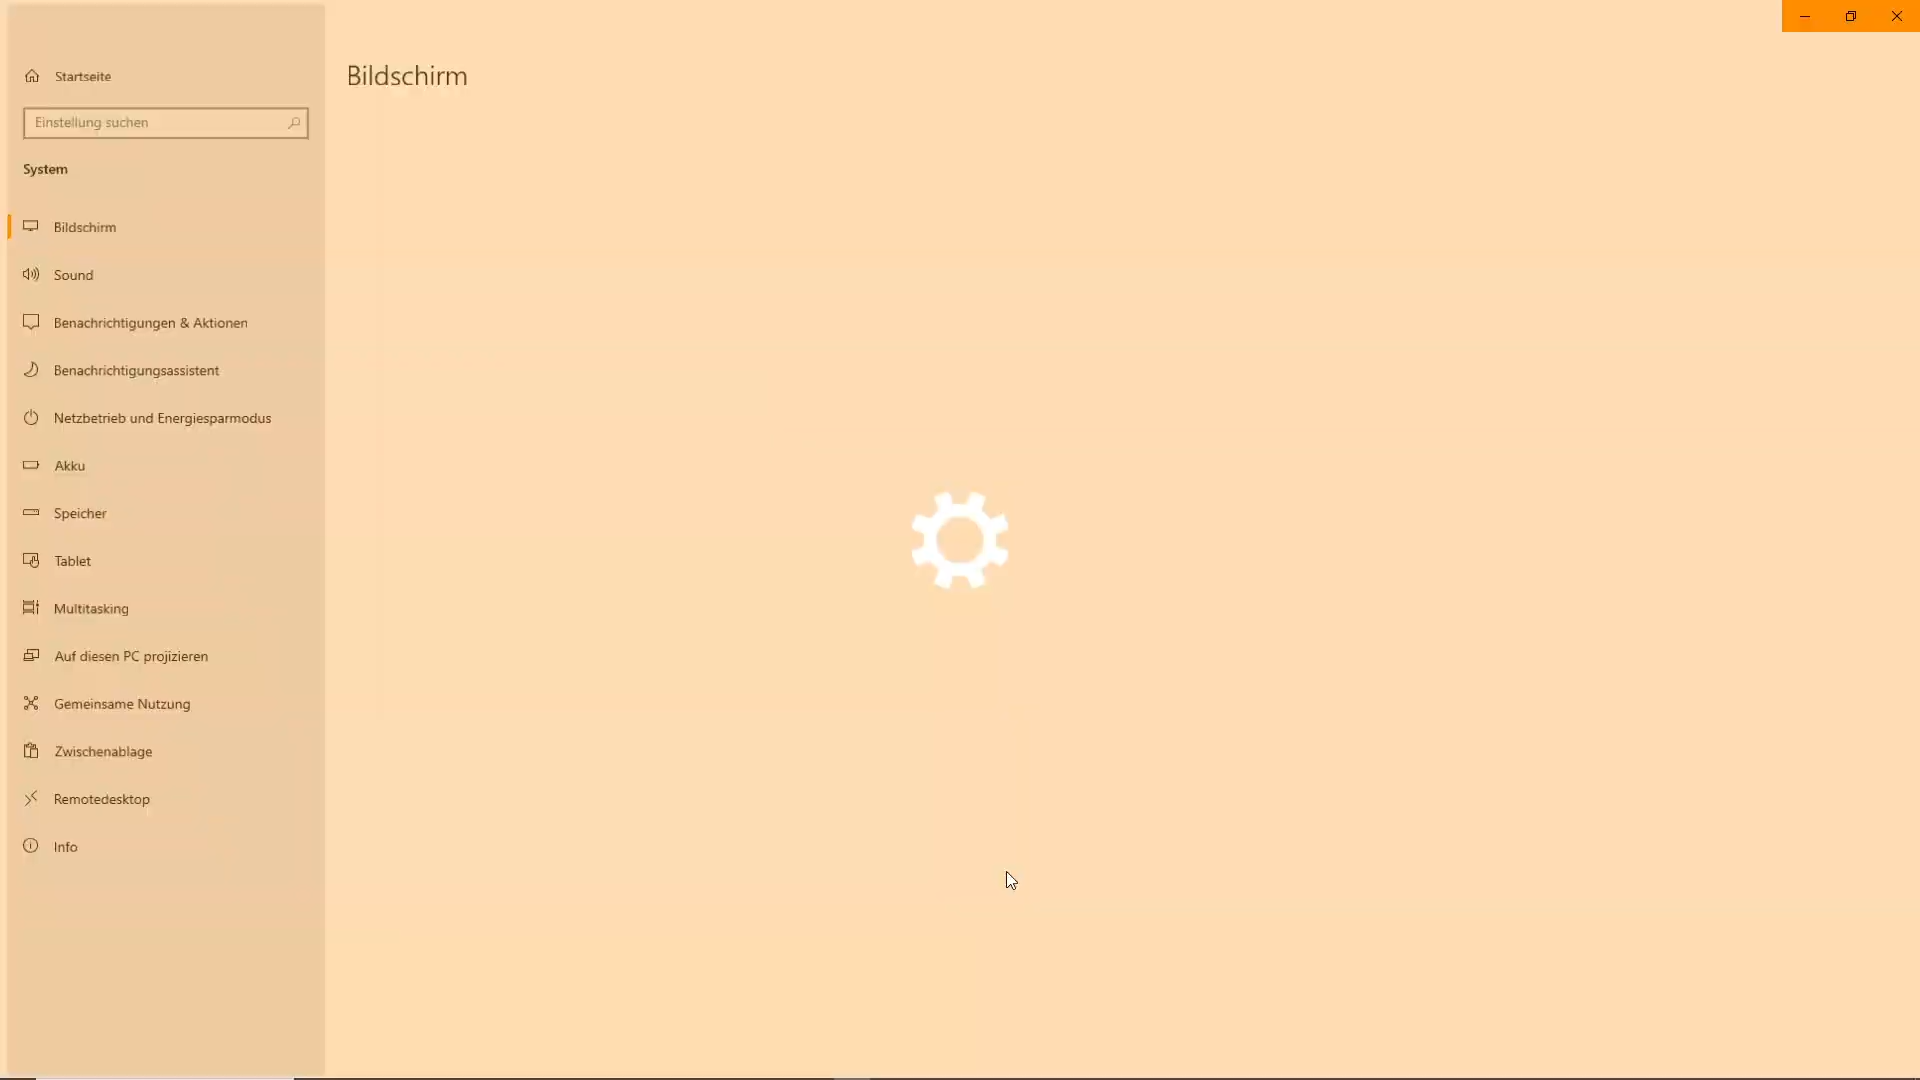 Startseite
Bildschirm
Einstellung suchen
System
Bildschirm
Sound
Benachrichtigungen & Aktionen
Benachrichtigungsassistent
Netzbetrieb und Energiesparmodus
Akku
Speicher
Tablet
Multitasking
Auf diesen PC projizieren
Gemeinsame Nutzung
Zwischenablage
Remotedesktop
Info